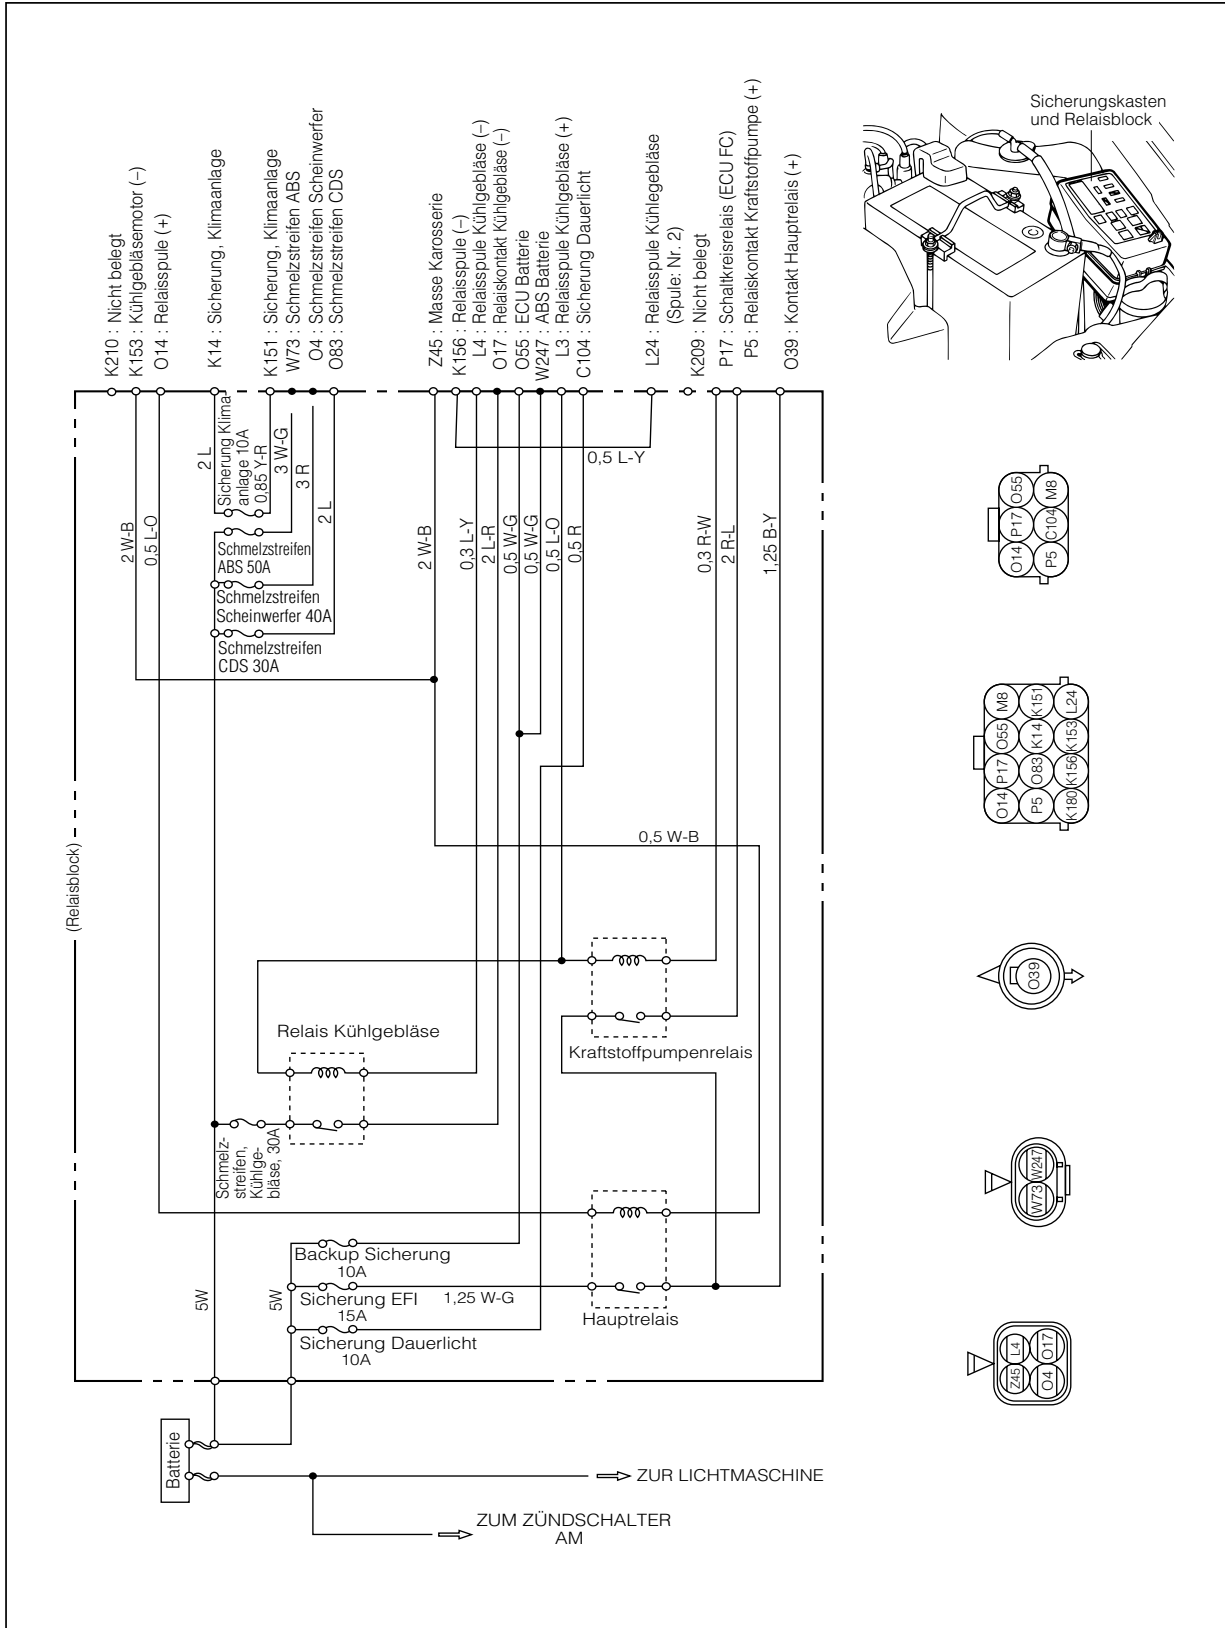 K210 : Nicht belegt
K153 : Kühlgebläsemotor (–)
O14 : Relaisspule (+)
K14 : Sicherung, Klimaanlage
K151 : Sicherung, Klimaanlage
W73 : Schmelzstreifen ABS
O4 : Schmelzstreifen Scheinwerfer
O83 : Schmelzstreifen CDS
Z45 : Masse Karosserie
K156 : Relaisspule (–)
L4 : Relaisspule Kühlgebläse (–)
O17 : Relaiskontakt Kühlgebläse (–)
O55 : ECU Batterie
W247 : ABS Batterie
L3 : Relaisspule Kühlgebläse (+)
C104 : Sicherung Dauerlicht
L24 : Relaisspule Kühlegebläse
(Spule: Nr. 2)
K209 : Nicht belegt
P17 : Schaltkreisrelais (ECU FC)
P5 : Relaiskontakt Kraftstoffpumpe (+)
O39 : Kontakt Hauptrelais (+)
Sicherungskasten
und Relaisblock
2 W-B
0,5 L-O
2 L
Sicherung Klima
anlage 10A
0,85 Y-R
3 W-G
3 R
2 L
Schmelzstreifen
ABS 50A
Schmelzstreifen
Scheinwerfer 40A
Schmelzstreifen
CDS 30A
2 W-B
0,3 L-Y
2 L-R
0,5 W-G
0,5 W-G
0,5 L-O
0,5 R
0,5 L-Y
0,3 R-W
2 R-L
1,25 B-Y
0,5 W-B
(Relaisblock)
Relais Kühlgebläse
Kraftstoffpumpenrelais
Schmelz-
streifen,
Kühlge-
bläse, 30A
Backup Sicherung
10A
Sicherung EFI
15A
1,25 W-G
Sicherung Dauerlicht
10A
Hauptrelais
5W
5W
Batterie
ZUR LICHTMASCHINE
ZUM ZÜNDSCHALTER
AM
O14 P17 O55
P5 C104 M8
O14 P17 O55 M8
P5 O83 K14 K151
K180 K156 K153 L24
O39
W73 W247
Z45 L4
O4 O17